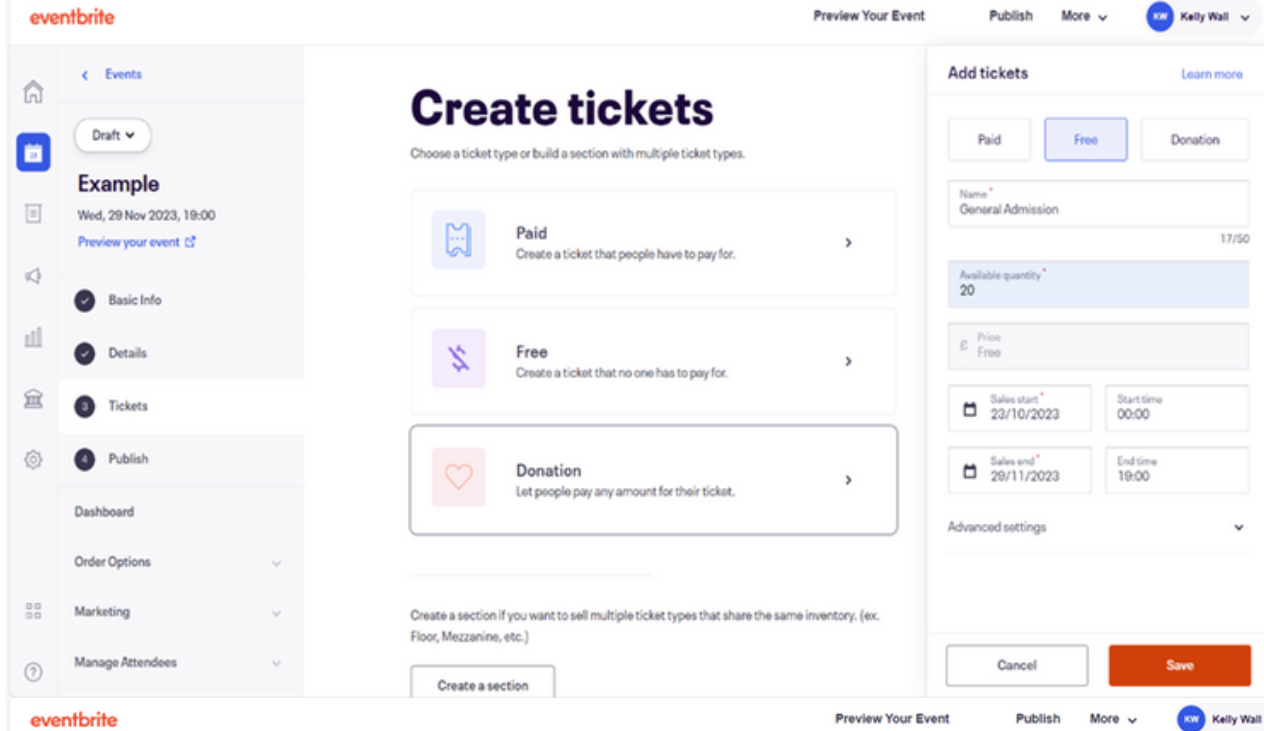 eventbrite
Preview Your Event
Publish
More
KW
Kelly Wall
Events
Draft
Example
Wed, 29 Nov 2023, 19:00
Preview your event
Basic Info
Details
3 Tickets
4 Publish
Dashboard
Order Options
Marketing
Manage Attendees
Create tickets
Choose a ticket type or build a section with multiple ticket types.
Paid
Create a ticket that people have to pay for.
Free
Create a ticket that no one has to pay for.
Donation
Let people pay any amount for their ticket.
Create a section if you want to sell multiple ticket types that share the same inventory. (ex.
Floor, Mezzanine, etc.)
Create a section
Add tickets
Learn more
Paid
Free
Donation
Name*
General Admission
17/50
Available quantity*
20
Price
£ Free
Sales start*
23/10/2023
Start time
00:00
Sales end*
29/11/2023
End time
19:00
Advanced settings
Cancel
Save
eventbrite
Preview Your Event
Publish
More
KW
Kelly Wall